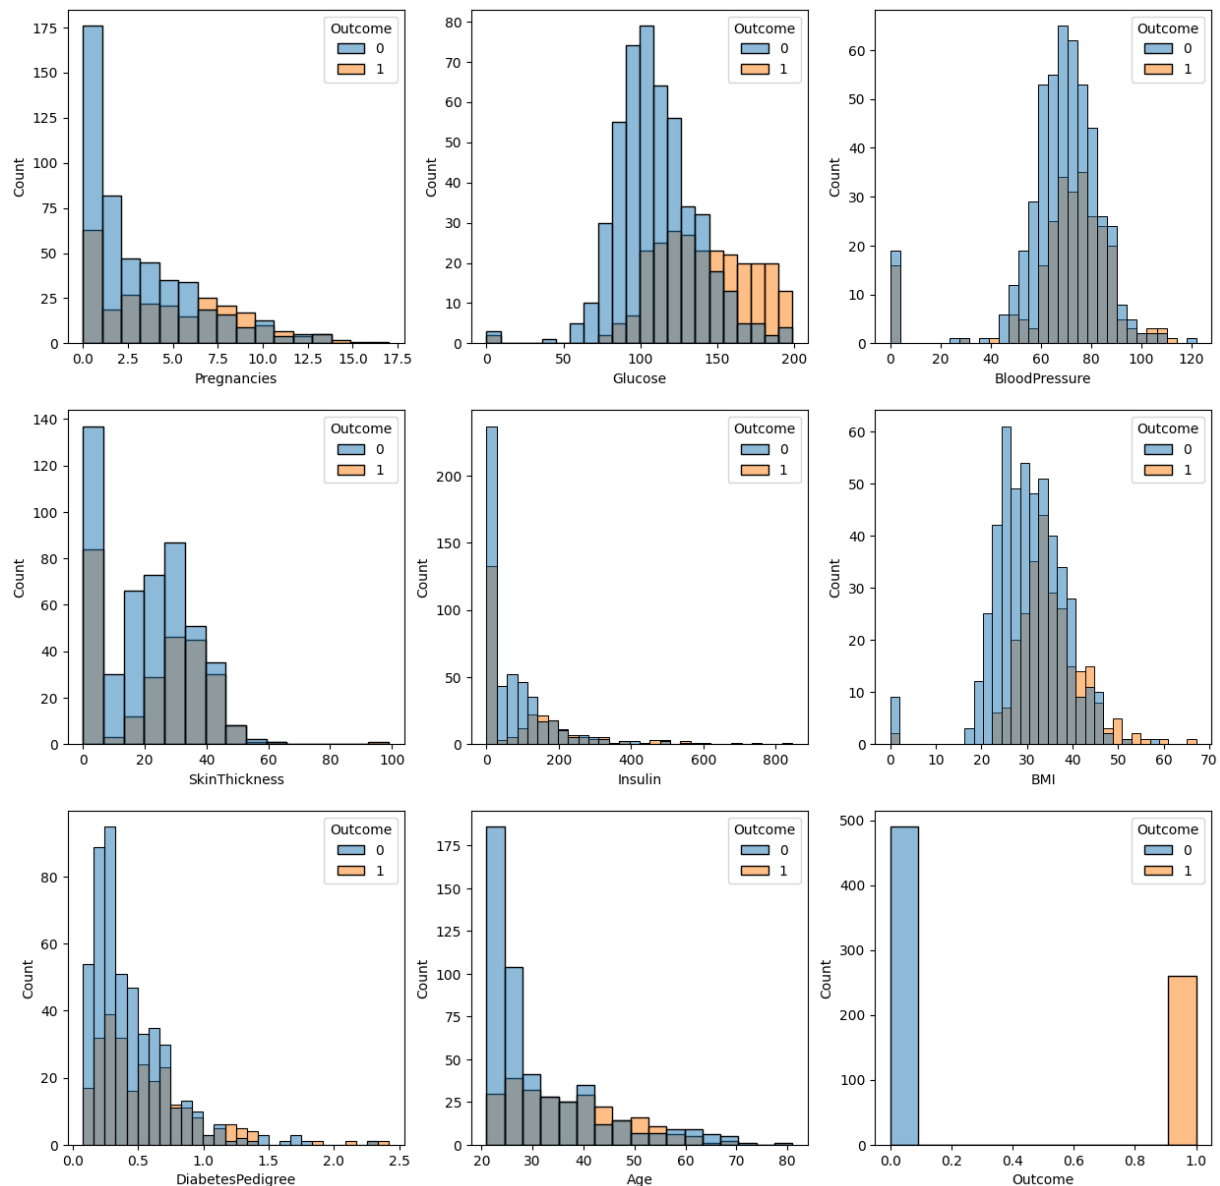 175
150
125
100
75
50
25
0
Count
0.0 2.5 5.0 7.5 10.0 12.5 15.0 17.5
Pregnancies
Outcome
0
1
80
70
60
50
40
30
20
10
0
Count
0 50 100 150 200
Glucose
Outcome
0
1
60
50
40
30
20
10
0
Count
0 20 40 60 80 100 120
BloodPressure
Outcome
0
1
140
120
100
80
60
40
20
0
Count
0 20 40 60 80 100
SkinThickness
Outcome
0
1
200
150
100
50
0
Count
0 200 400 600 800
Insulin
Outcome
0
1
60
50
40
30
20
10
0
Count
0 10 20 30 40 50 60 70
BMI
Outcome
0
1
80
60
40
20
0
Count
0.0 0.5 1.0 1.5 2.0 2.5
DiabetesPedigree
Outcome
0
1
175
150
125
100
75
50
25
0
Count
20 30 40 50 60 70 80
Age
Outcome
0
1
500
400
300
200
100
0
Count
0.0 0.2 0.4 0.6 0.8 1.0
Outcome
Outcome
0
1